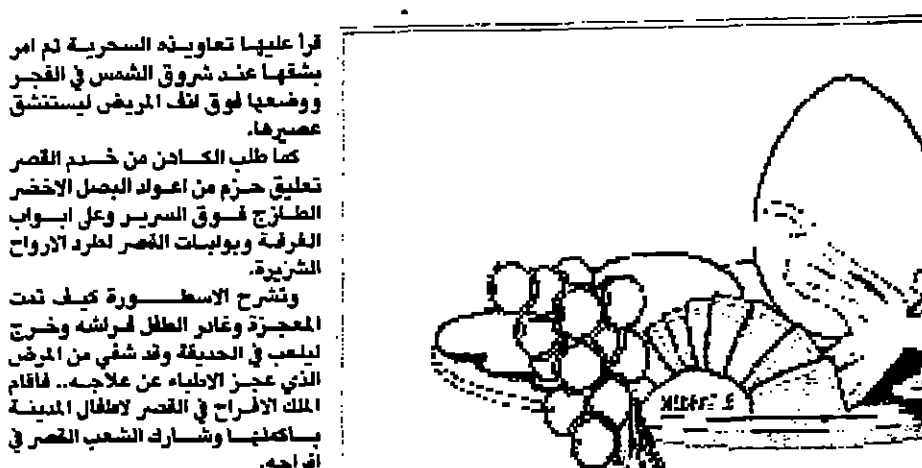 قرأ عليها تعاويذه السحرية ثم امر
بشقها عند شروق الشمس في الفجر
ووضعها فوق انف المريض ليستنشق
عصيرها.
كما طلب الكاهن من خدم القصر
تعليق حزم من اعواد البصل الاخضر
الطازج فوق السرير وعلى ابواب
الغرفة وبوابات القصر لطرد الارواح
الشريرة.
وتشرح الاسطورة كيف تمت
المعجزة وغادر الطفل فراشه وخرج
ليلعب في الحديقة وقد شفي من المرض
الذي عجز الاطباء عن علاجه.. فاقام
الملك الافراح في القصر لاطفال المدينة
باكملها وشارك الشعب القصر في
افراحه.